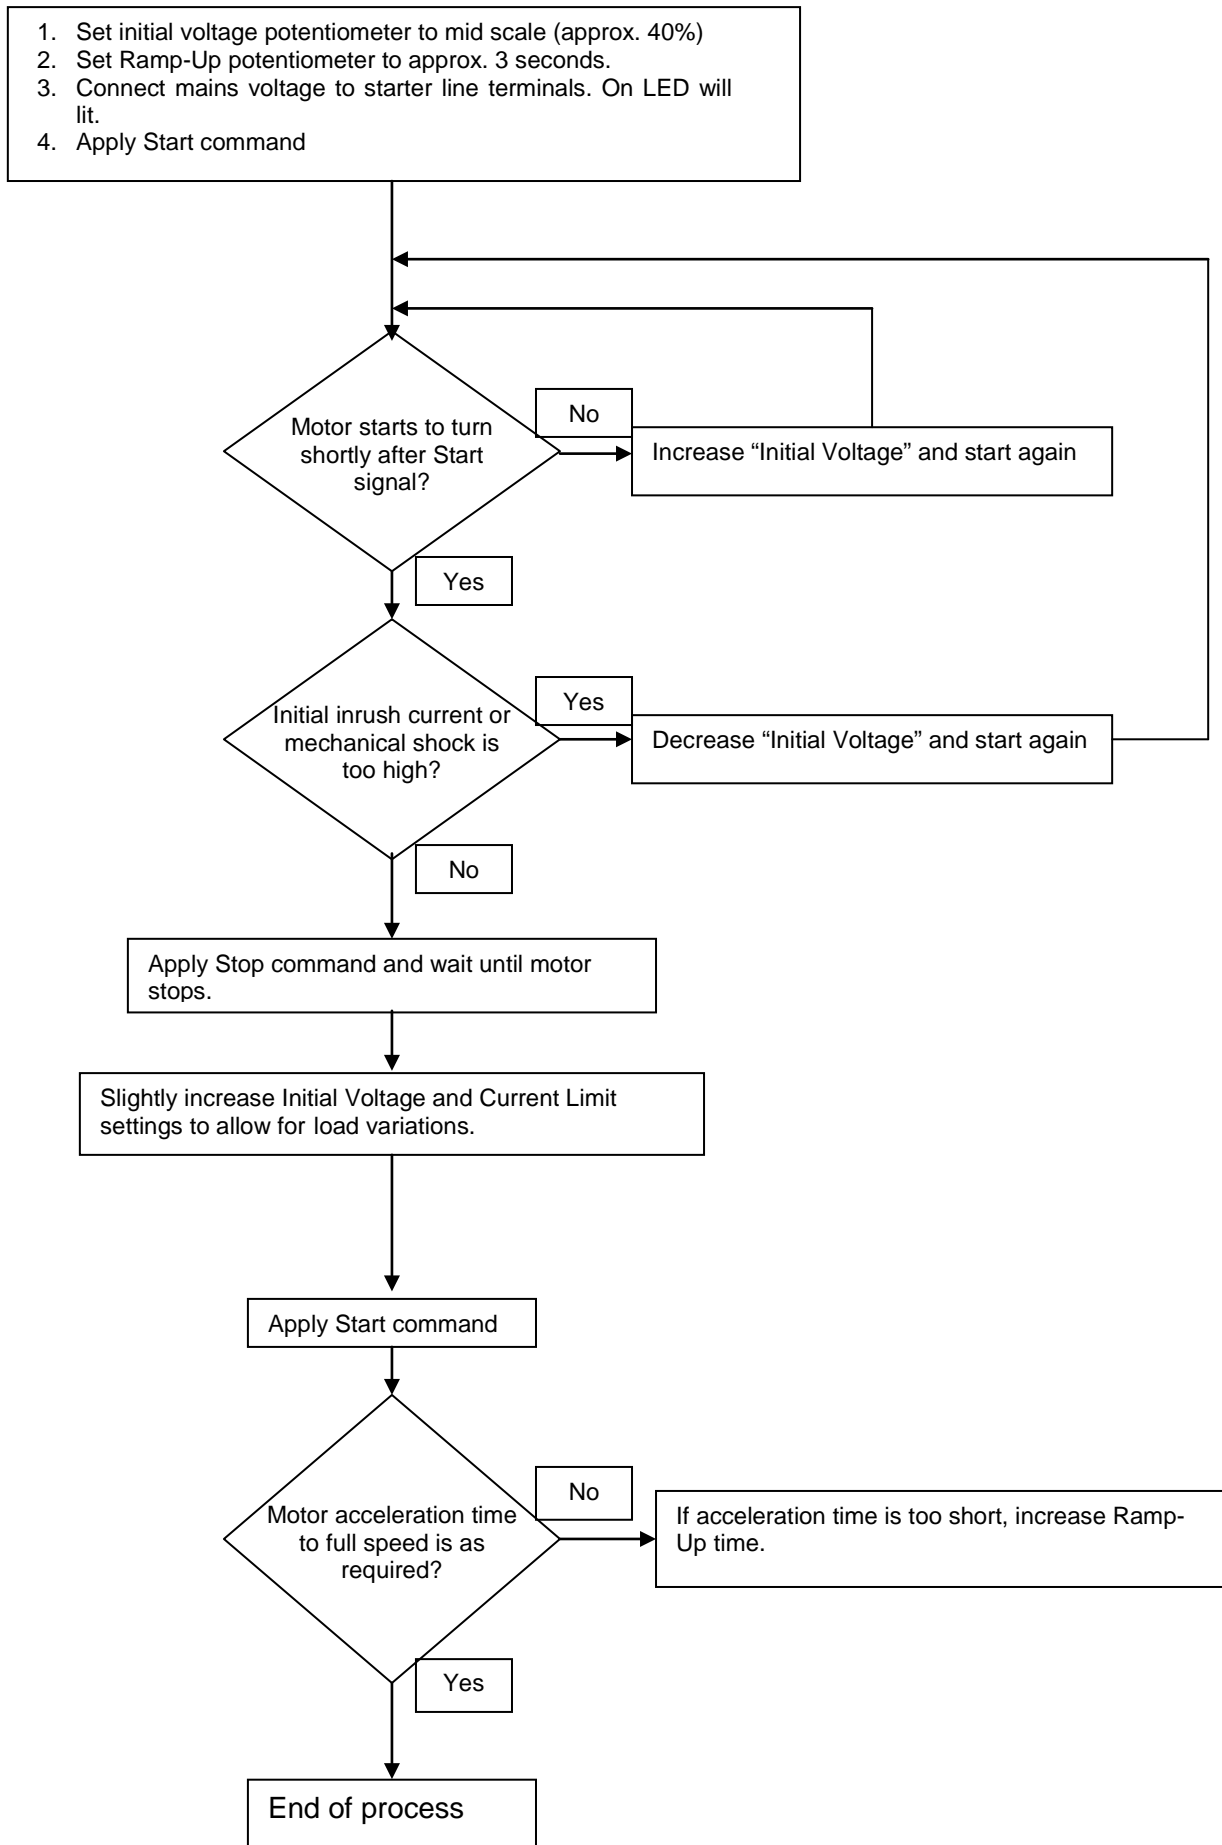 1. Set initial voltage potentiometer to mid scale (approx. 40%)
2. Set Ramp-Up potentiometer to approx. 3 seconds.
3. Connect mains voltage to starter line terminals. On LED will
lit.
4. Apply Start command
No
Motor starts to turn
shortly after Start
signal?
Increase “Initial Voltage” and start again
Yes
Yes
Initial inrush current or
mechanical shock is
too high?
Decrease “Initial Voltage” and start again
No
Apply Stop command and wait until motor
stops.
Slightly increase Initial Voltage and Current Limit
settings to allow for load variations.
Apply Start command
No
Motor acceleration time
to full speed is as
required?
If acceleration time is too short, increase Ramp-
Up time.
Yes
End of process